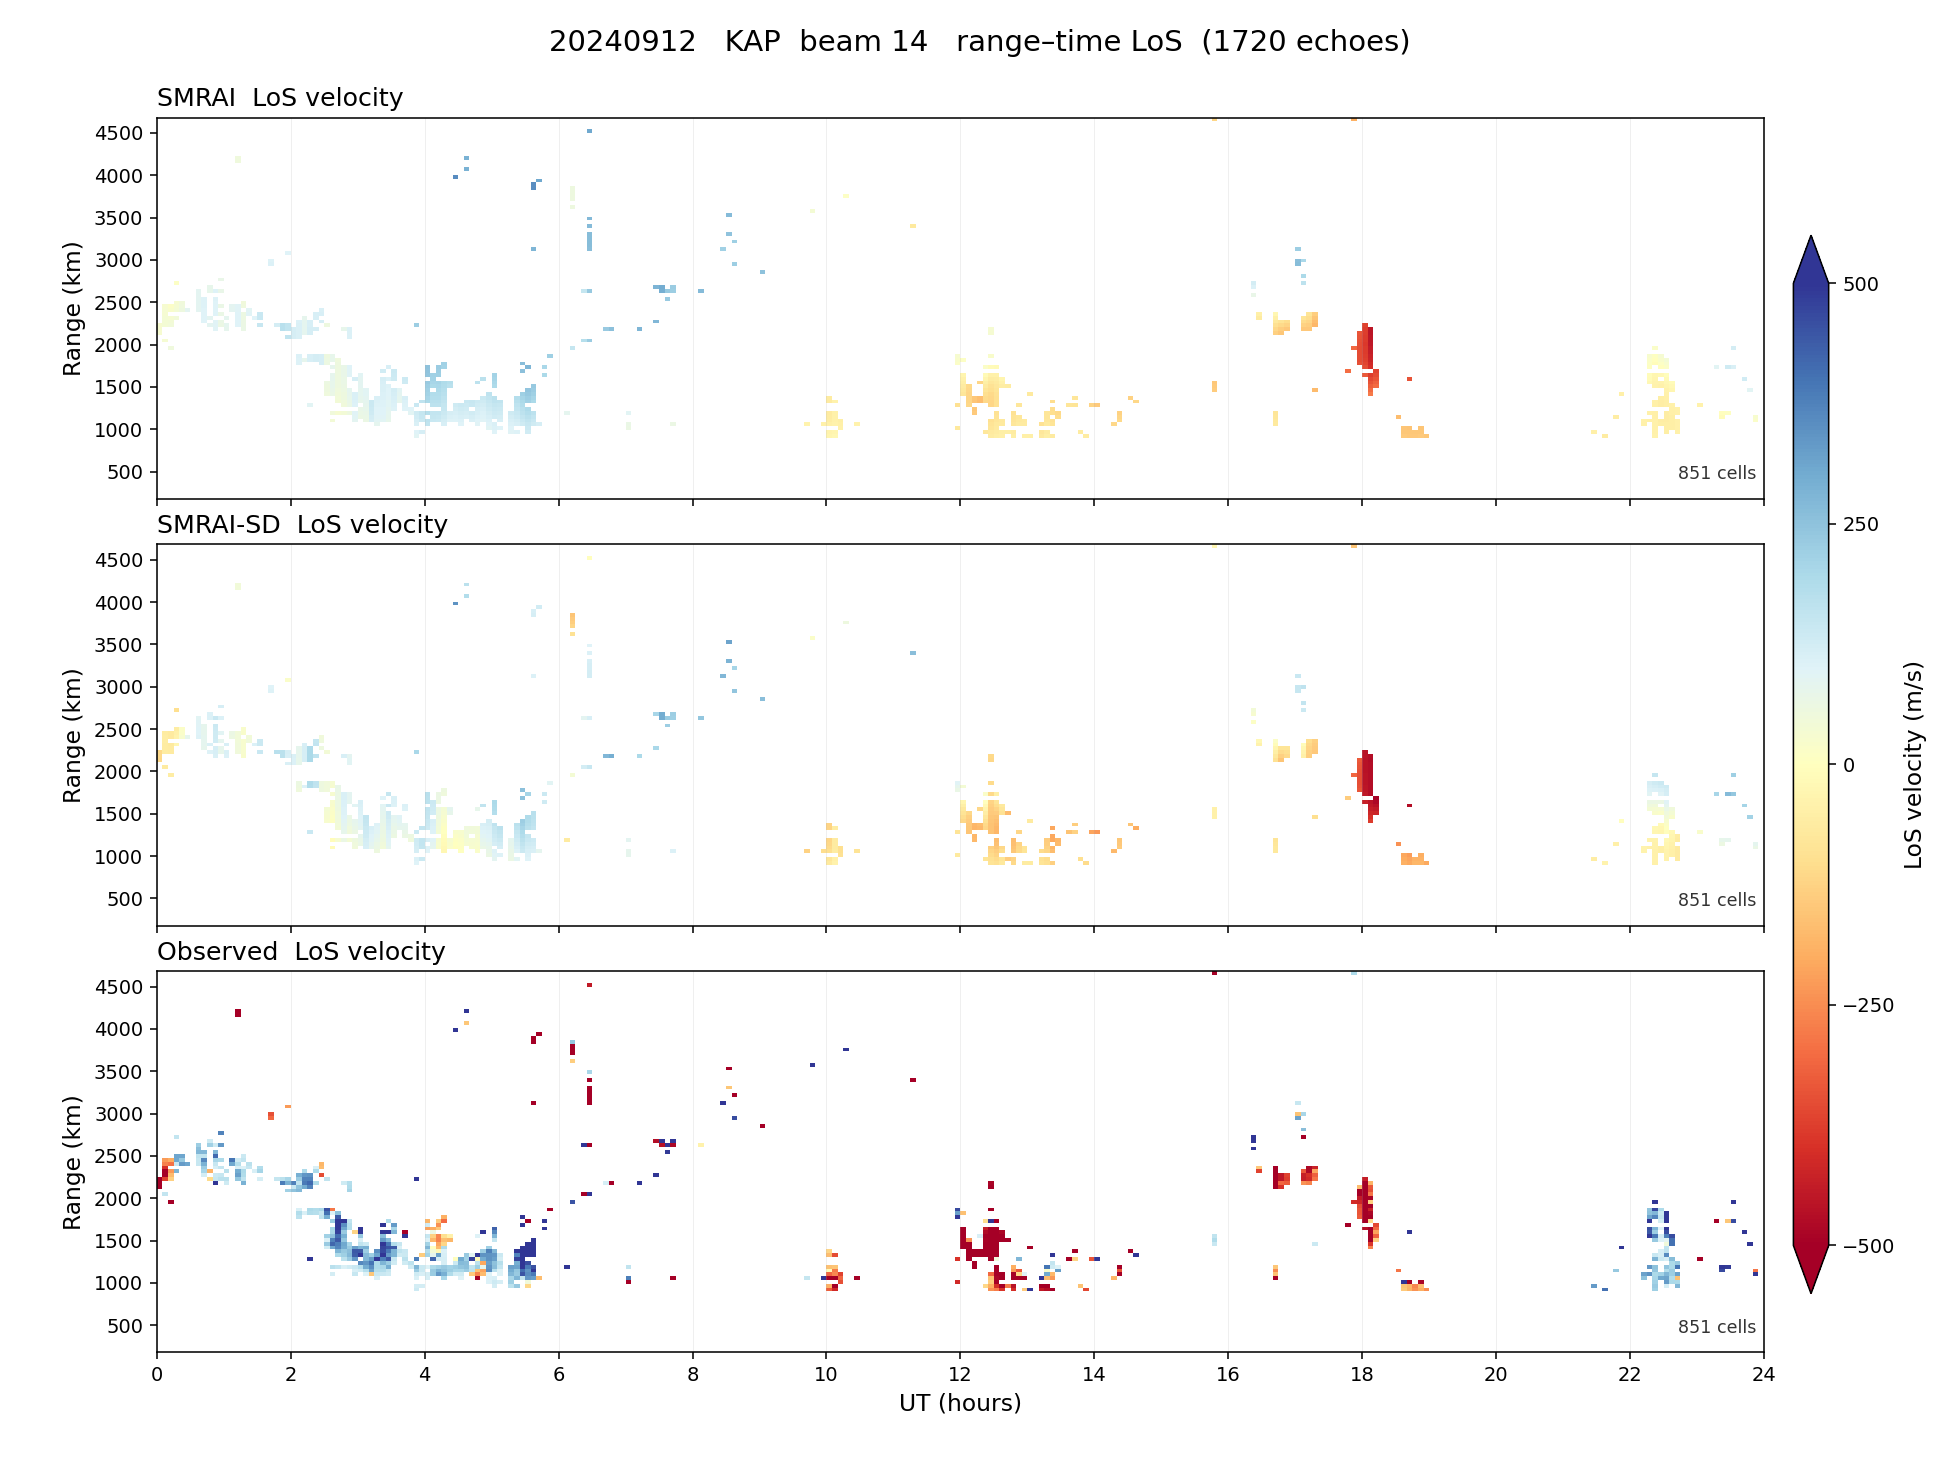 20240912   KAP  beam 14   range–time LoS  (1720 echoes)
SMRAI  LoS velocity
4500
4000
3500
3000
2500
2000
1500
1000
500
Range (km)
851 cells
SMRAI-SD  LoS velocity
4500
4000
3500
3000
2500
2000
1500
1000
500
Range (km)
851 cells
Observed  LoS velocity
4500
4000
3500
3000
2500
2000
1500
1000
500
Range (km)
851 cells
0 2 4 6 8 10 12 14 16 18 20 22 24
UT (hours)
500
250
0
−250
−500
LoS velocity (m/s)